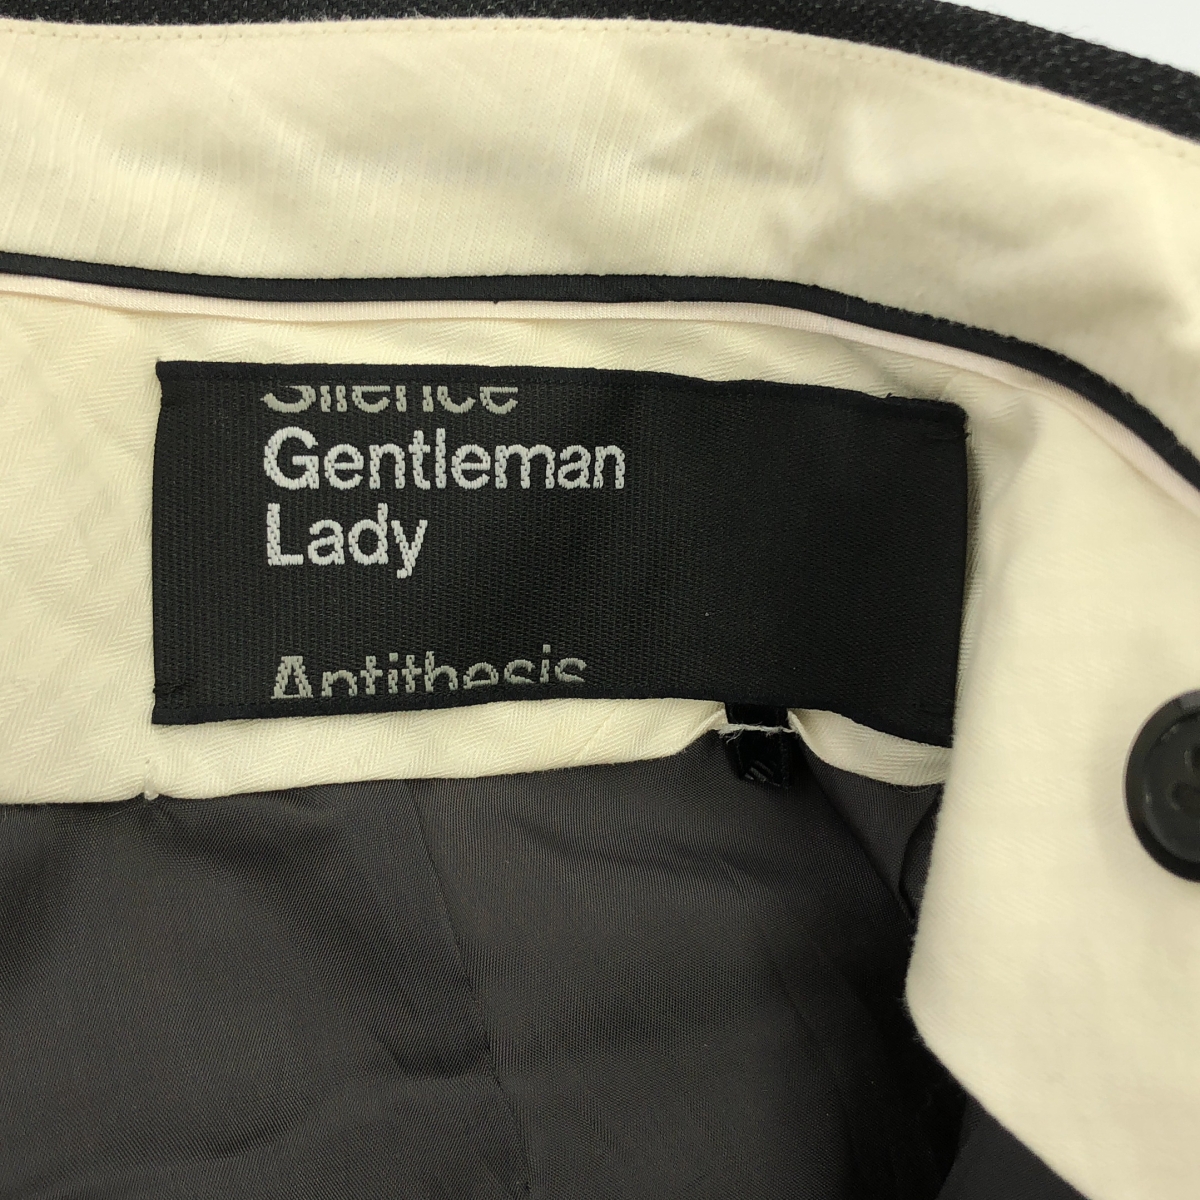 Silence
Gentleman
Lady
Antithesis